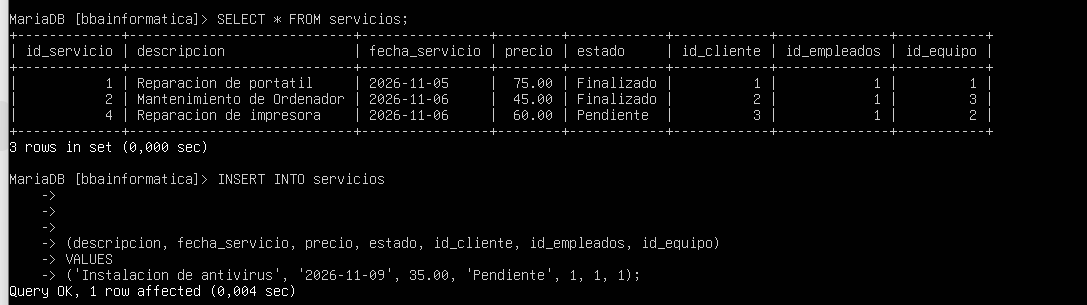 MariaDB [bbainformatica]> SELECT * FROM servicios;
+-------------+-------------------------+----------------+--------+------------+------------+--------------+-----------+
| id_servicio | descripcion             | fecha_servicio | precio | estado     | id_cliente | id_empleados | id_equipo |
+-------------+-------------------------+----------------+--------+------------+------------+--------------+-----------+
|           1 | Reparacion de portatil  | 2026-11-05     |  75.00 | Finalizado |          1 |            1 |         1 |
|           2 | Mantenimiento de Ordenador | 2026-11-06     |  45.00 | Finalizado |          2 |            1 |         3 |
|           4 | Reparacion de impresora | 2026-11-06     |  60.00 | Pendiente  |          3 |            1 |         2 |
+-------------+-------------------------+----------------+--------+------------+------------+--------------+-----------+
3 rows in set (0,000 sec)
MariaDB [bbainformatica]> INSERT INTO servicios
    ->
    ->
    ->
    -> (descripcion, fecha_servicio, precio, estado, id_cliente, id_empleados, id_equipo)
    -> VALUES
    -> ('Instalacion de antivirus', '2026-11-09', 35.00, 'Pendiente', 1, 1, 1);
Query OK, 1 row affected (0,004 sec)